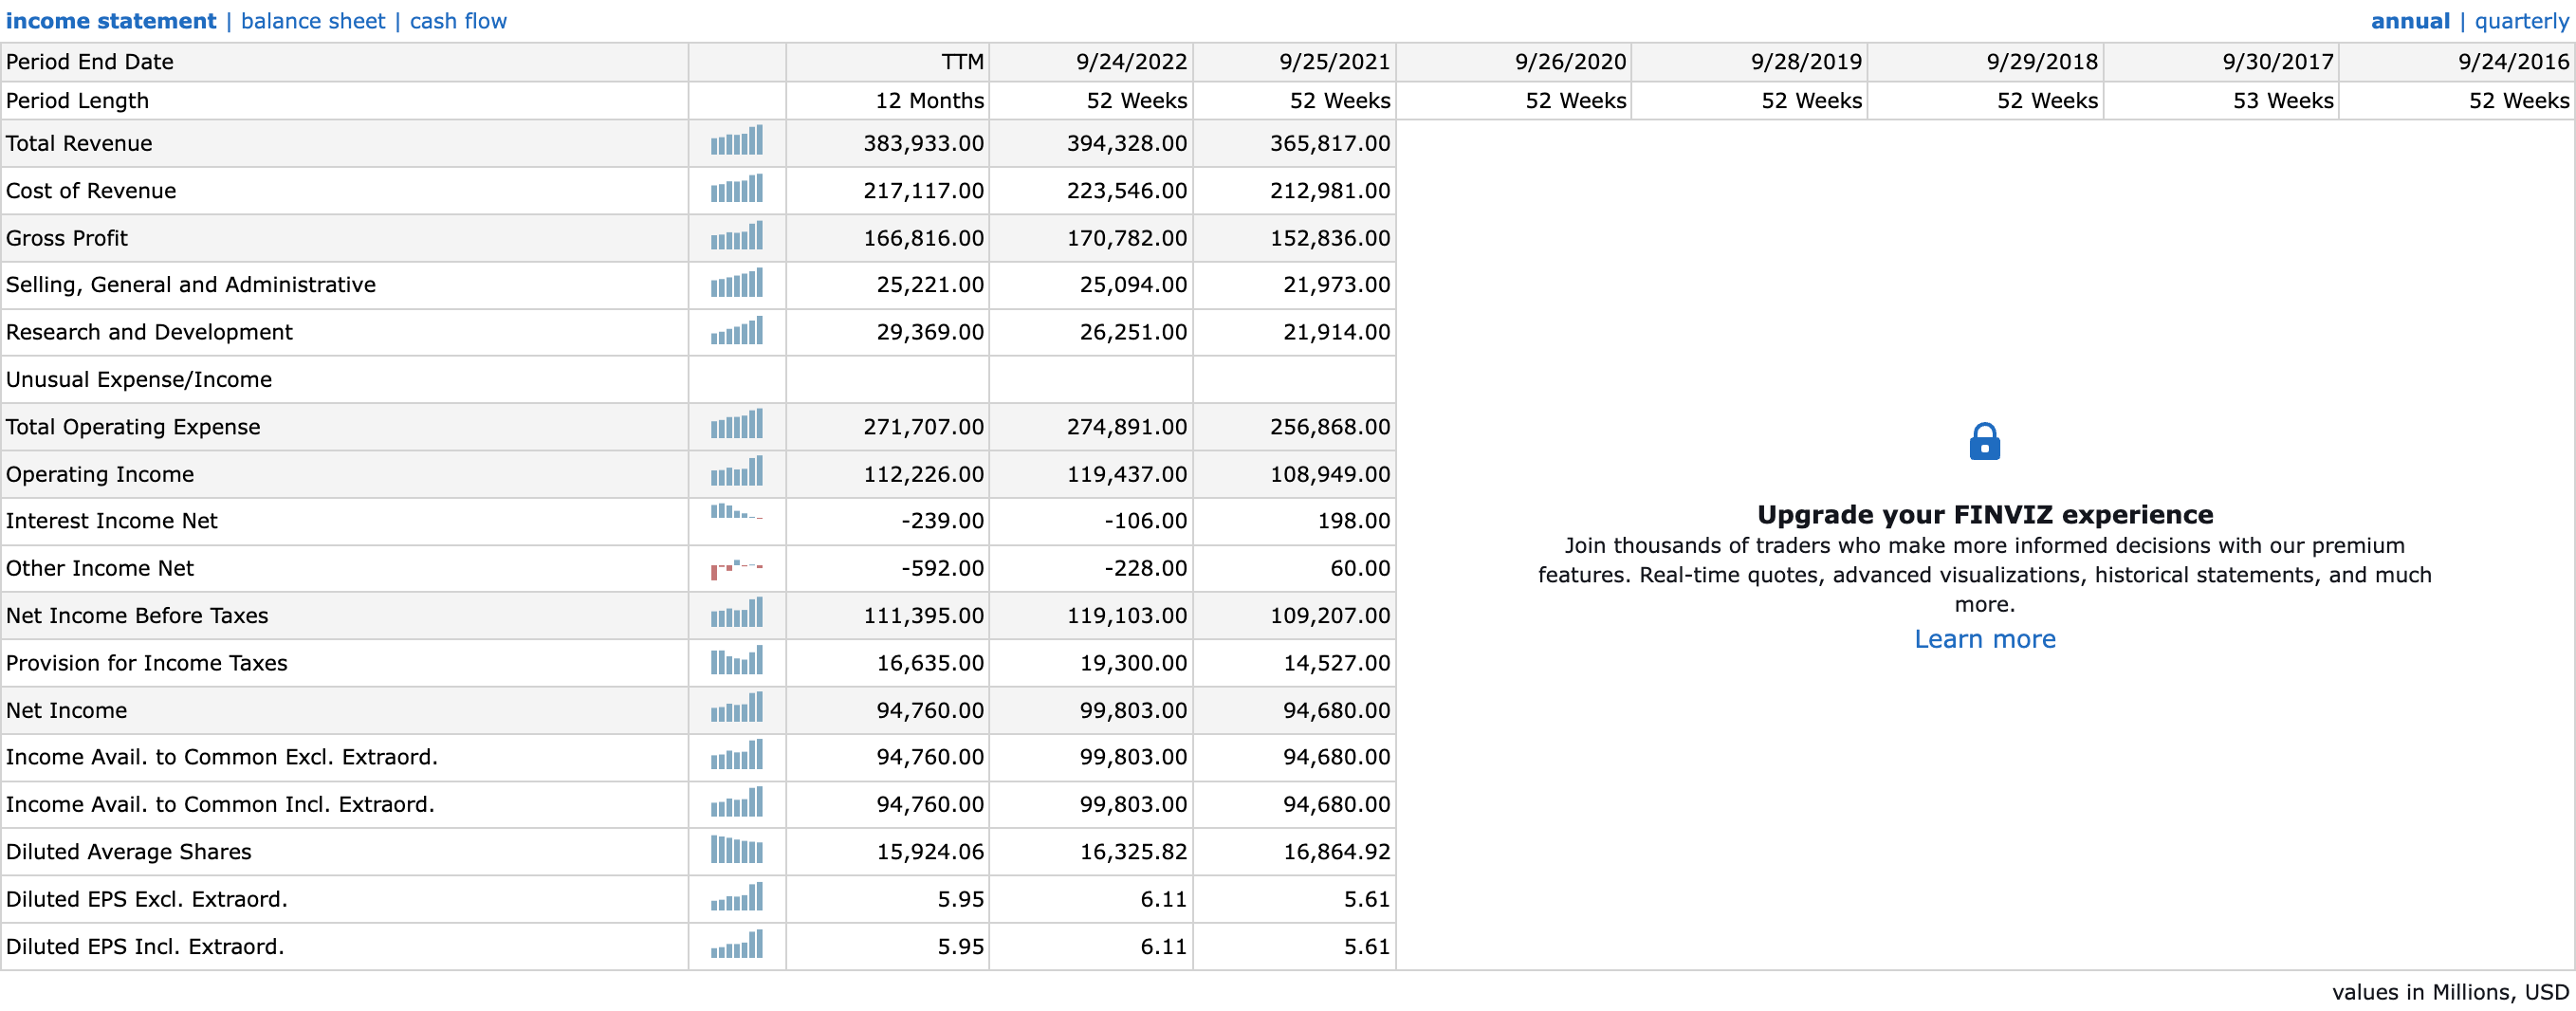 income statement | balance sheet | cash flow annual | quarterly
Period End Date TTM 9/24/2022 9/25/2021 9/26/2020 9/28/2019 9/29/2018 9/30/2017 9/24/2016
Period Length 12 Months 52 Weeks 52 Weeks 52 Weeks 52 Weeks 52 Weeks 53 Weeks 52 Weeks
Total Revenue 383,933.00 394,328.00 365,817.00
Cost of Revenue 217,117.00 223,546.00 212,981.00
Gross Profit 166,816.00 170,782.00 152,836.00
Selling, General and Administrative 25,221.00 25,094.00 21,973.00
Research and Development 29,369.00 26,251.00 21,914.00
Unusual Expense/Income
Total Operating Expense 271,707.00 274,891.00 256,868.00
Operating Income 112,226.00 119,437.00 108,949.00
Interest Income Net -239.00 -106.00 198.00
Other Income Net -592.00 -228.00 60.00
Net Income Before Taxes 111,395.00 119,103.00 109,207.00
Provision for Income Taxes 16,635.00 19,300.00 14,527.00
Net Income 94,760.00 99,803.00 94,680.00
Income Avail. to Common Excl. Extraord. 94,760.00 99,803.00 94,680.00
Income Avail. to Common Incl. Extraord. 94,760.00 99,803.00 94,680.00
Diluted Average Shares 15,924.06 16,325.82 16,864.92
Diluted EPS Excl. Extraord. 5.95 6.11 5.61
Diluted EPS Incl. Extraord. 5.95 6.11 5.61
Upgrade your FINVIZ experience
Join thousands of traders who make more informed decisions with our premium
features. Real-time quotes, advanced visualizations, historical statements, and much
more.
Learn more
values in Millions, USD